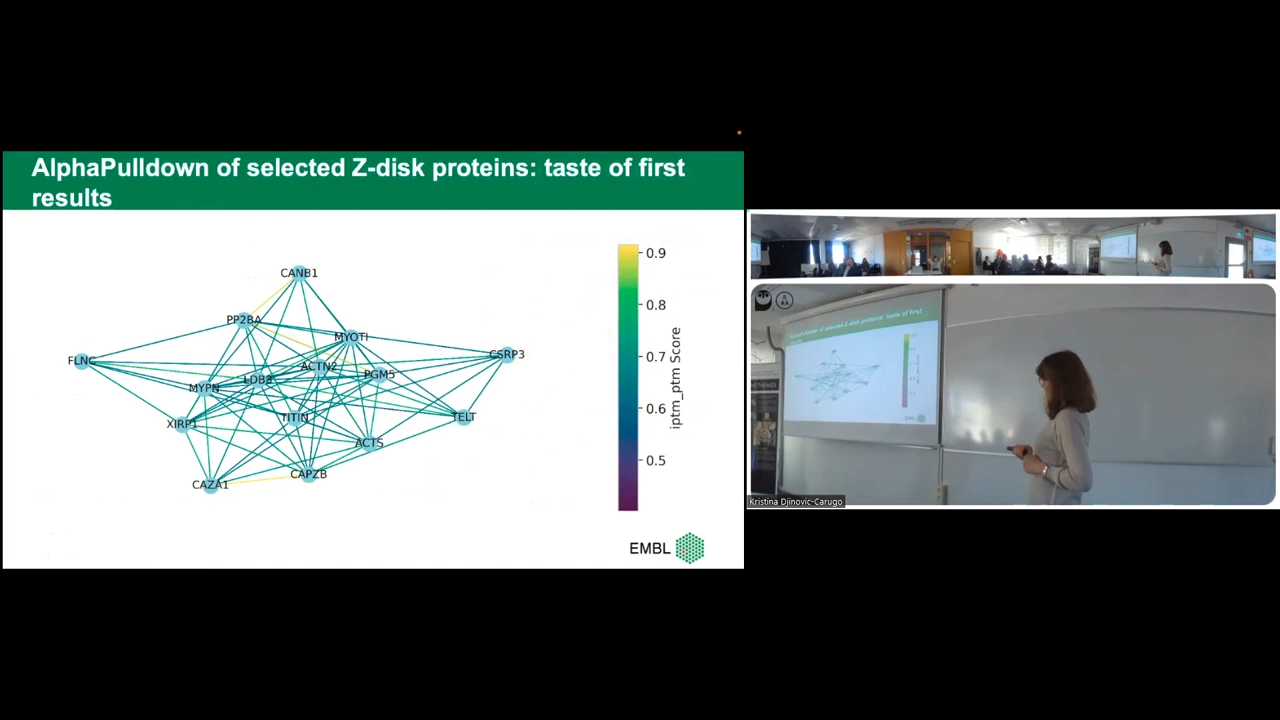 AlphaPulldown of selected Z-disk proteins: taste of first
results
CANB1
PP2BA
MYOTI
FLNC
CSRP3
ACTN2
PGM5
LDB3
MYPN
TITIN
TELT
XIRP1
ACTS
CAPZB
CAZA1
0.9
0.8
0.7
0.6
0.5
iptm_ptm Score
EMBL
Kristina Djinovic-Carugo